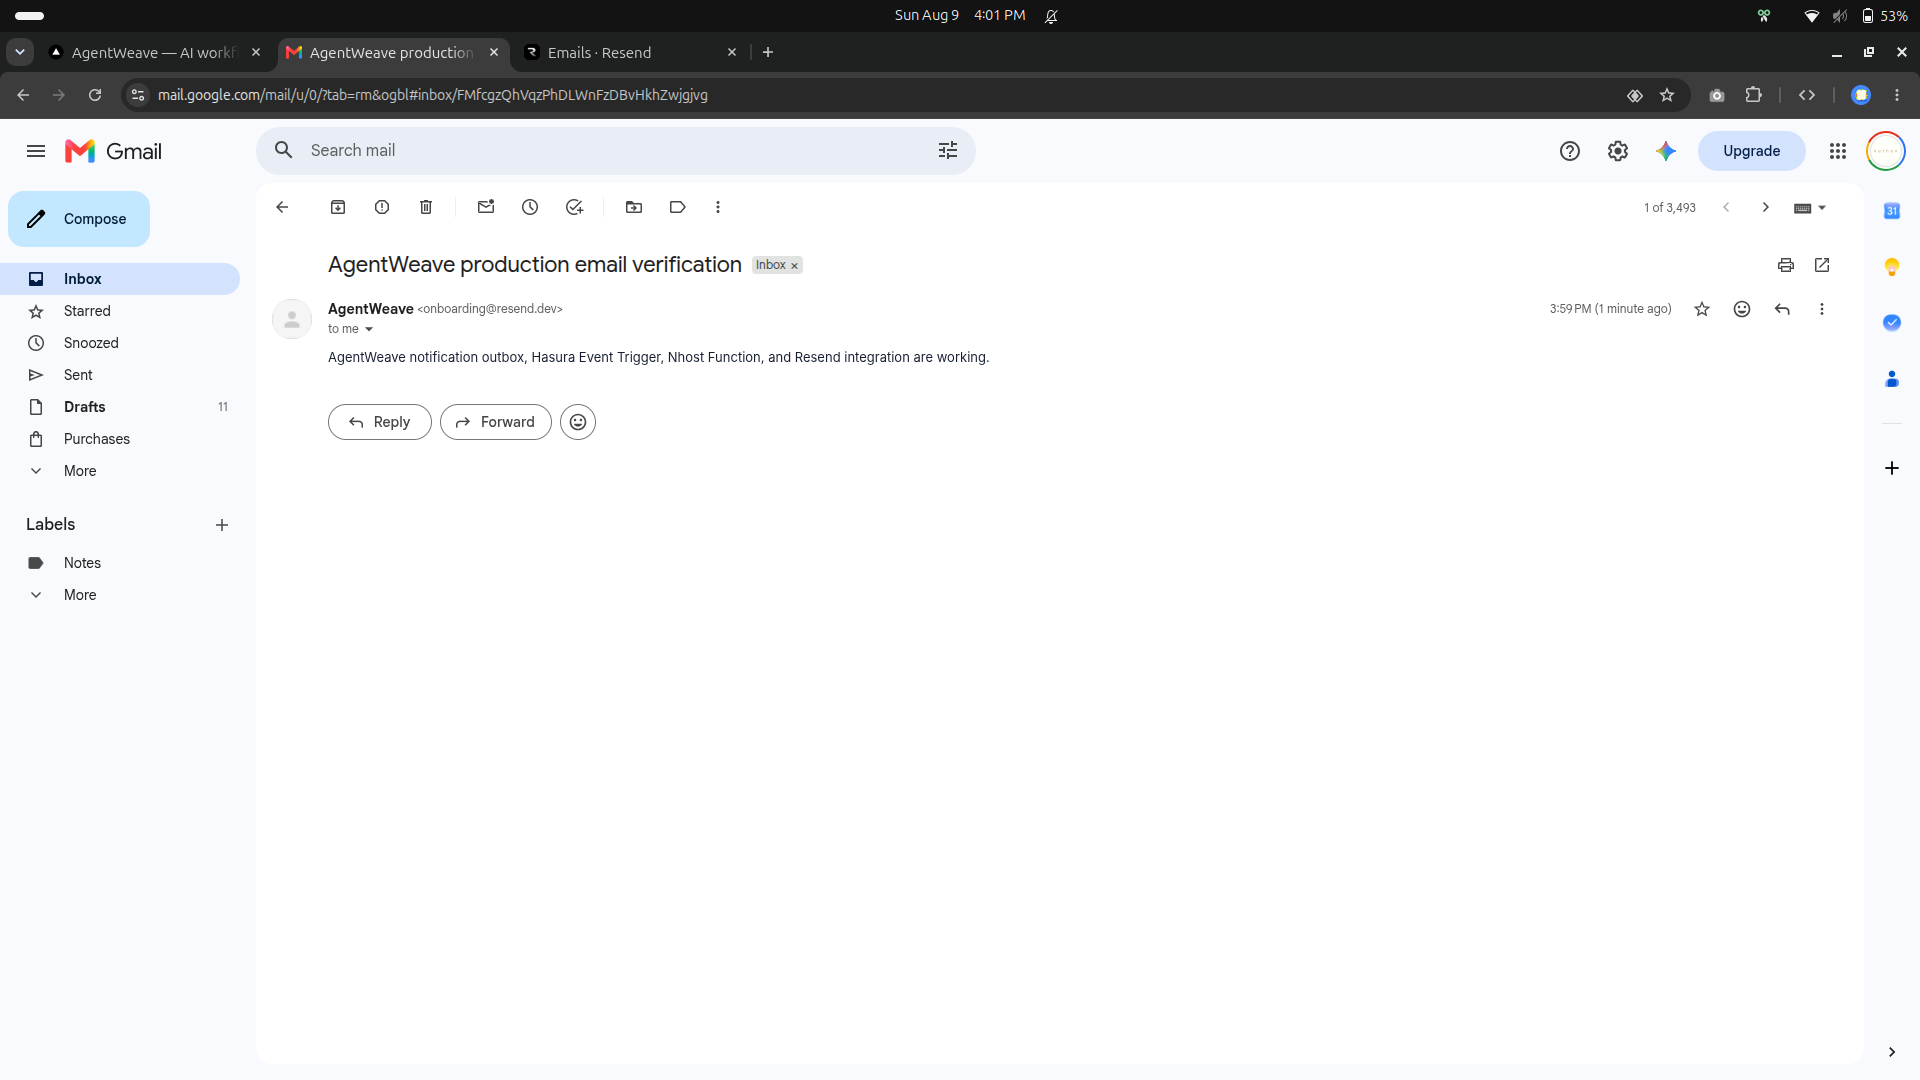 Sun Aug 9 4:01 PM
53%
AgentWeave — AI workf
AgentWeave production
Emails · Resend
mail.google.com/mail/u/0/?tab=rm&ogbl#inbox/FMfcgzQhVqzPhDLWnFzDBvHkhZwjgjvg
Gmail
Search mail
Upgrade
Compose
1 of 3,493
31
AgentWeave production email verification
Inbox ×
Inbox
Starred
Snoozed
Sent
Drafts 11
Purchases
More
Labels
Notes
More
AgentWeave <onboarding@resend.dev>
3:59 PM (1 minute ago)
to me
AgentWeave notification outbox, Hasura Event Trigger, Nhost Function, and Resend integration are working.
Reply
Forward